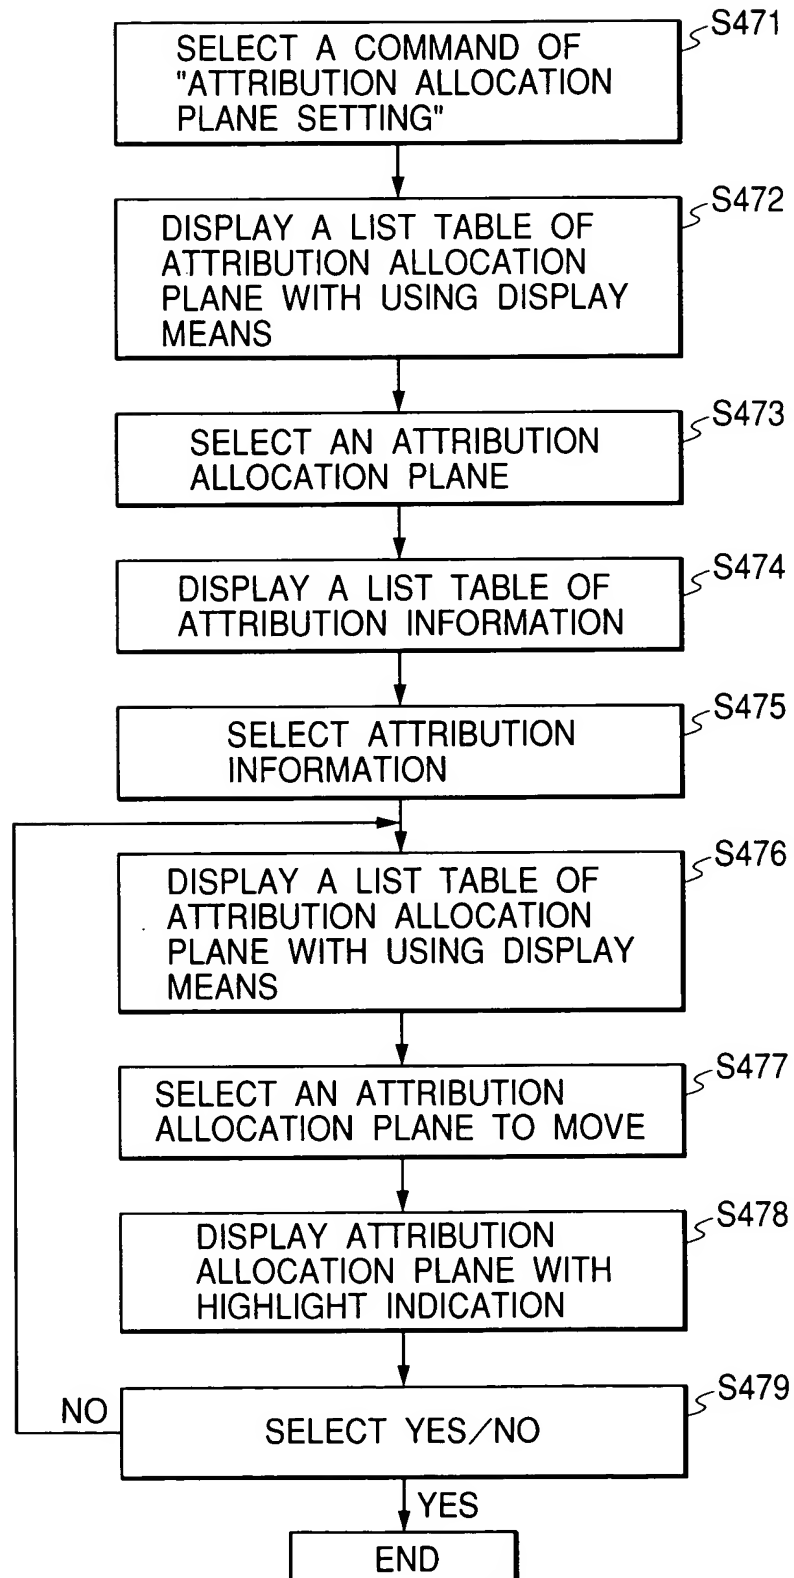 S471
SELECT A COMMAND OF
"ATTRIBUTION ALLOCATION
PLANE SETTING"
S472
DISPLAY A LIST TABLE OF
ATTRIBUTION ALLOCATION
PLANE WITH USING DISPLAY
MEANS
S473
SELECT AN ATTRIBUTION
ALLOCATION PLANE
S474
DISPLAY A LIST TABLE OF
ATTRIBUTION INFORMATION
S475
SELECT ATTRIBUTION
INFORMATION
S476
DISPLAY A LIST TABLE OF
ATTRIBUTION ALLOCATION
PLANE WITH USING DISPLAY
MEANS
S477
SELECT AN ATTRIBUTION
ALLOCATION PLANE TO MOVE
S478
DISPLAY ATTRIBUTION
ALLOCATION PLANE WITH
HIGHLIGHT INDICATION
S479
NO
SELECT YES/NO
YES
END